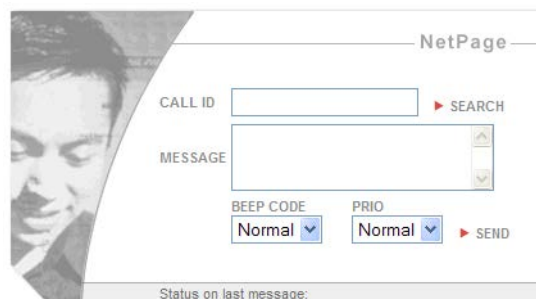 NetPage
CALL ID
SEARCH
MESSAGE
BEEP CODE PRIO
Normal Normal SEND
Status on last message: